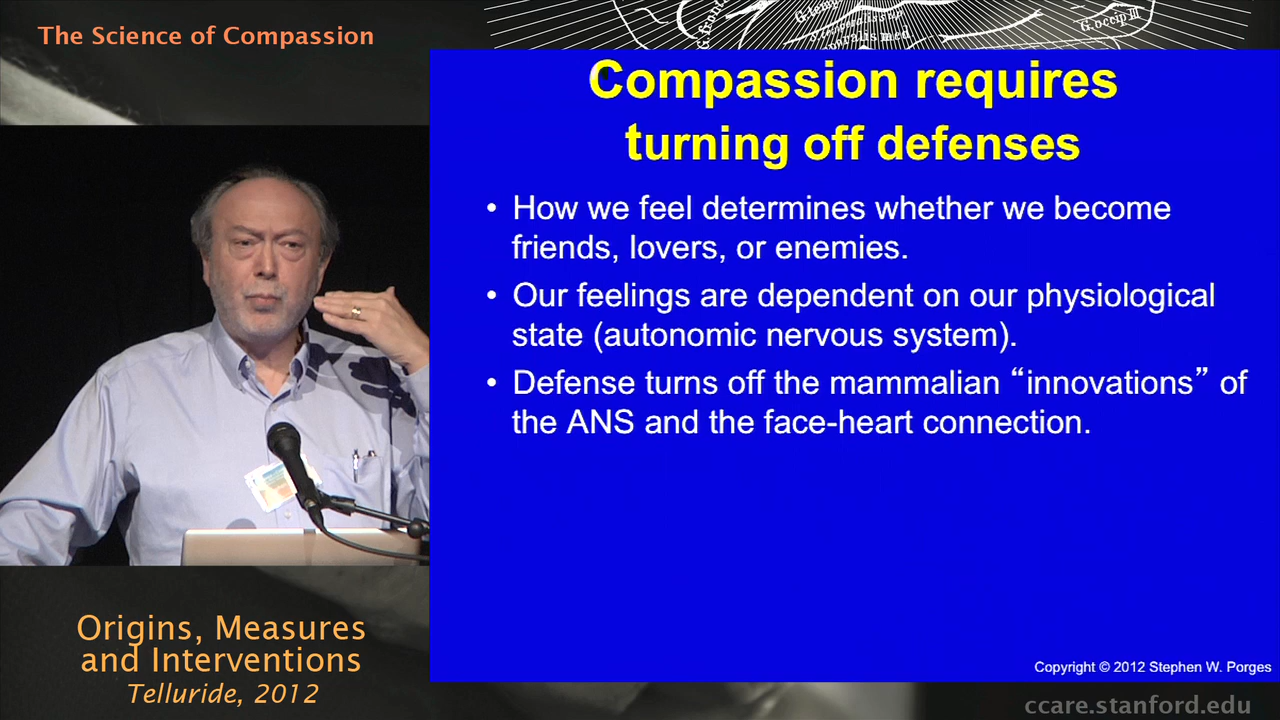 The Science of Compassion
G.occip III
Compassion requires
turning off defenses
• How we feel determines whether we become
friends, lovers, or enemies.
• Our feelings are dependent on our physiological
state (autonomic nervous system).
• Defense turns off the mammalian “innovations” of
the ANS and the face-heart connection.
Origins, Measures
and Interventions
Telluride, 2012
Copyright © 2012 Stephen W. Porges
ccare.stanford.edu